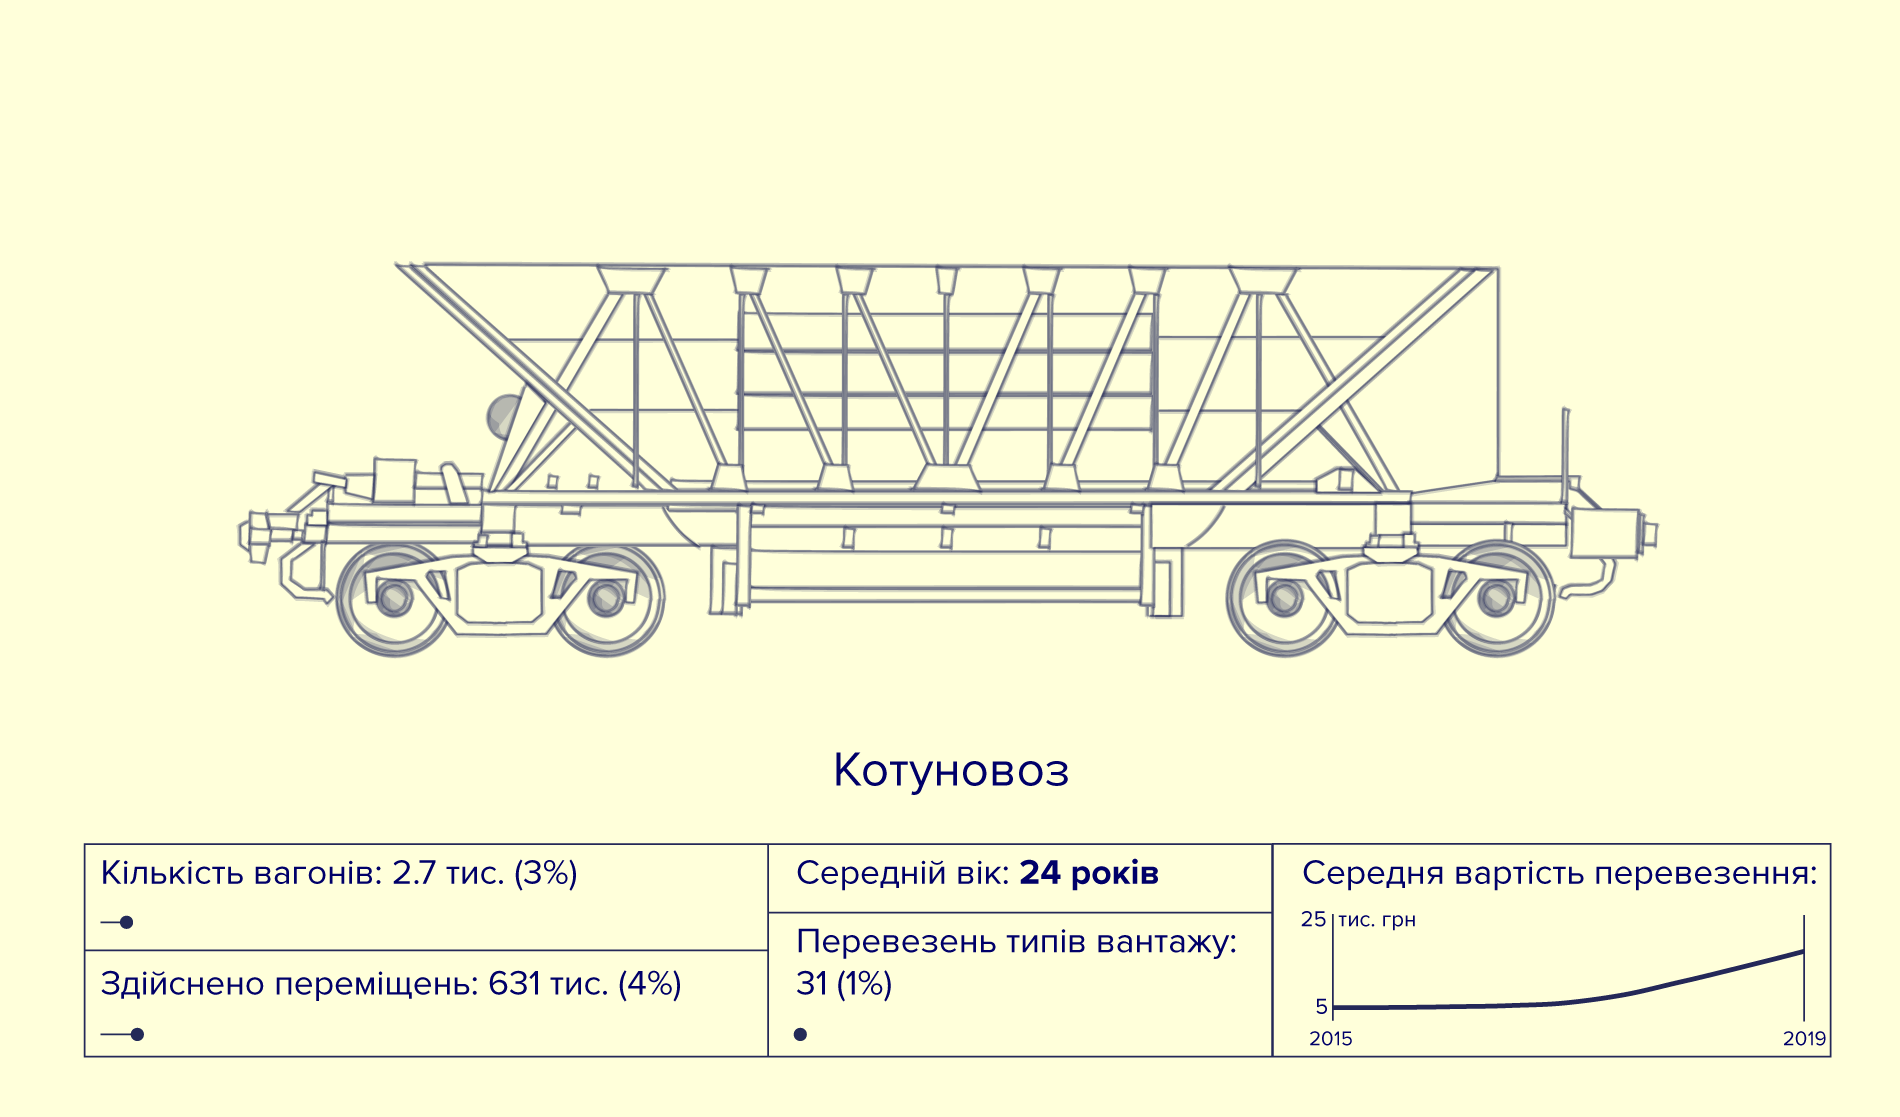 Котуновоз
Кількість вагонів: 2.7 тис. (3%)
Здійснено переміщень: 631 тис. (4%)
Середній вік: 24 років
Перевезень типів вантажу:
31 (1%)
Середня вартість перевезення:
25 тис. грн
5
2015 2019